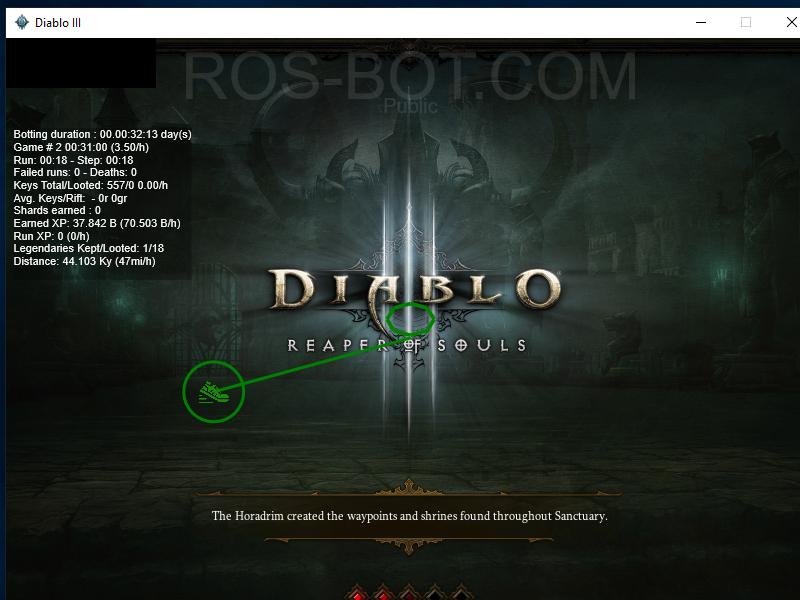 Diablo III
ROS-BOT.COM
Public
Botting duration : 00.00:32:13 day(s)
Game # 2 00:31:00 (3.50/h)
Run: 00:18 - Step: 00:18
Failed runs: 0 - Deaths: 0
Keys Total/Looted: 557/0 0.00/h
Avg. Keys/Rift:  - 0r 0gr
Shards earned : 0
Earned XP: 37.842 B (70.503 B/h)
Run XP: 0 (0/h)
Legendaries Kept/Looted: 1/18
Distance: 44.103 Ky (47mi/h)
DIABLO
REAPER OF SOULS
The Horadrim created the waypoints and shrines found throughout Sanctuary.